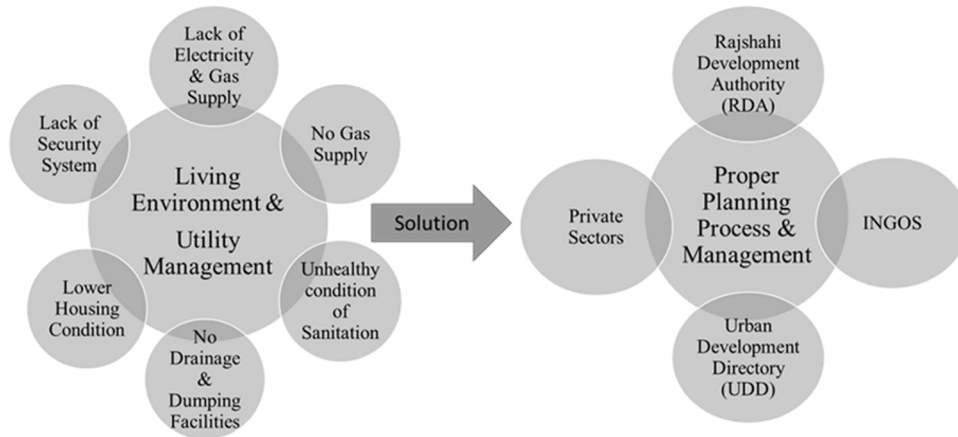 Lack of
Electricity
& Gas
Supply
Lack of
Security
System
No Gas
Supply
Living
Environment &
Utility
Management
Lower
Housing
Condition
Unhealthy
condition
of
Sanitation
No
Drainage
&
Dumping
Facilities
Solution
Rajshahi
Development
Authority
(RDA)
Private
Sectors
Proper
Planning
Process &
Management
INGOS
Urban
Development
Directory
(UDD)